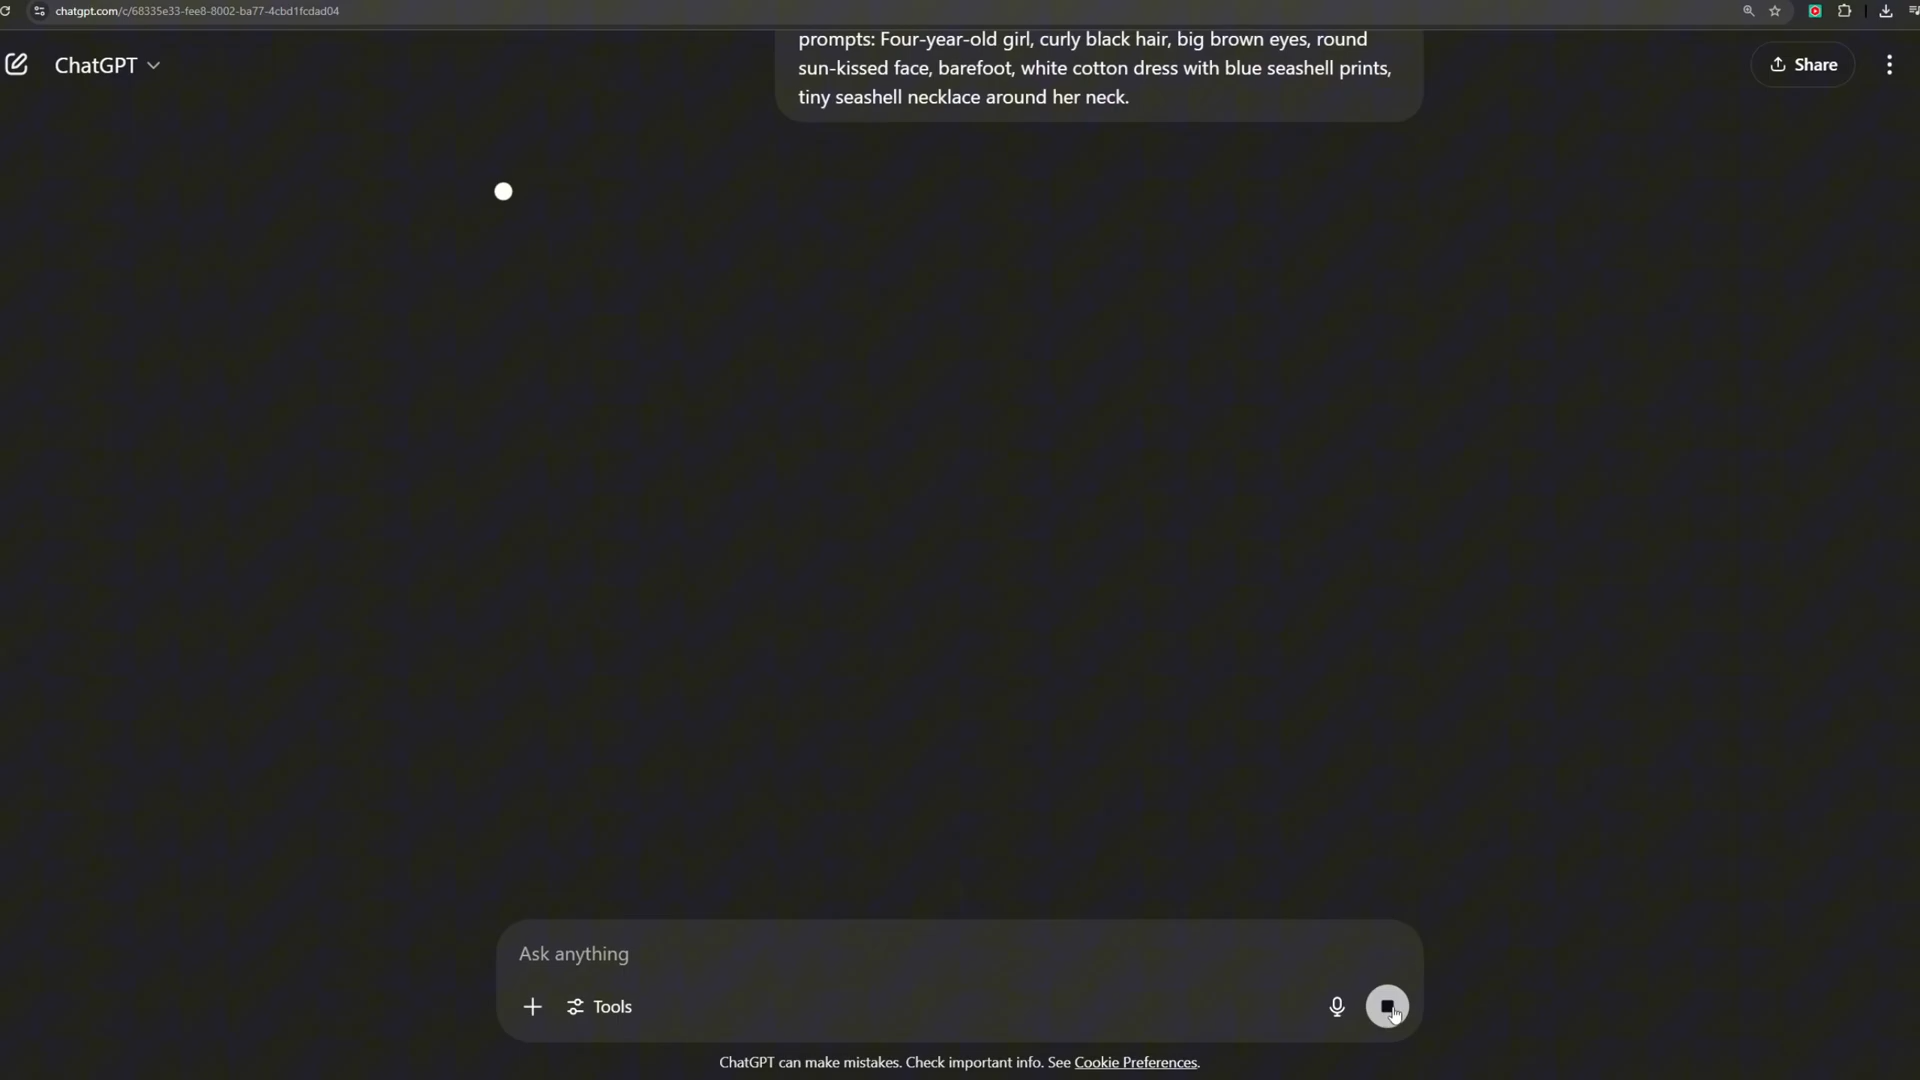 chatgpt.com/c/68335e33-fee8-8002-ba77-4cbd1fcdad04
prompts: Four-year-old girl, curly black hair, big brown eyes, round
sun-kissed face, barefoot, white cotton dress with blue seashell prints,
tiny seashell necklace around her neck.
ChatGPT
Share
Ask anything
Tools
ChatGPT can make mistakes. Check important info. See Cookie Preferences.